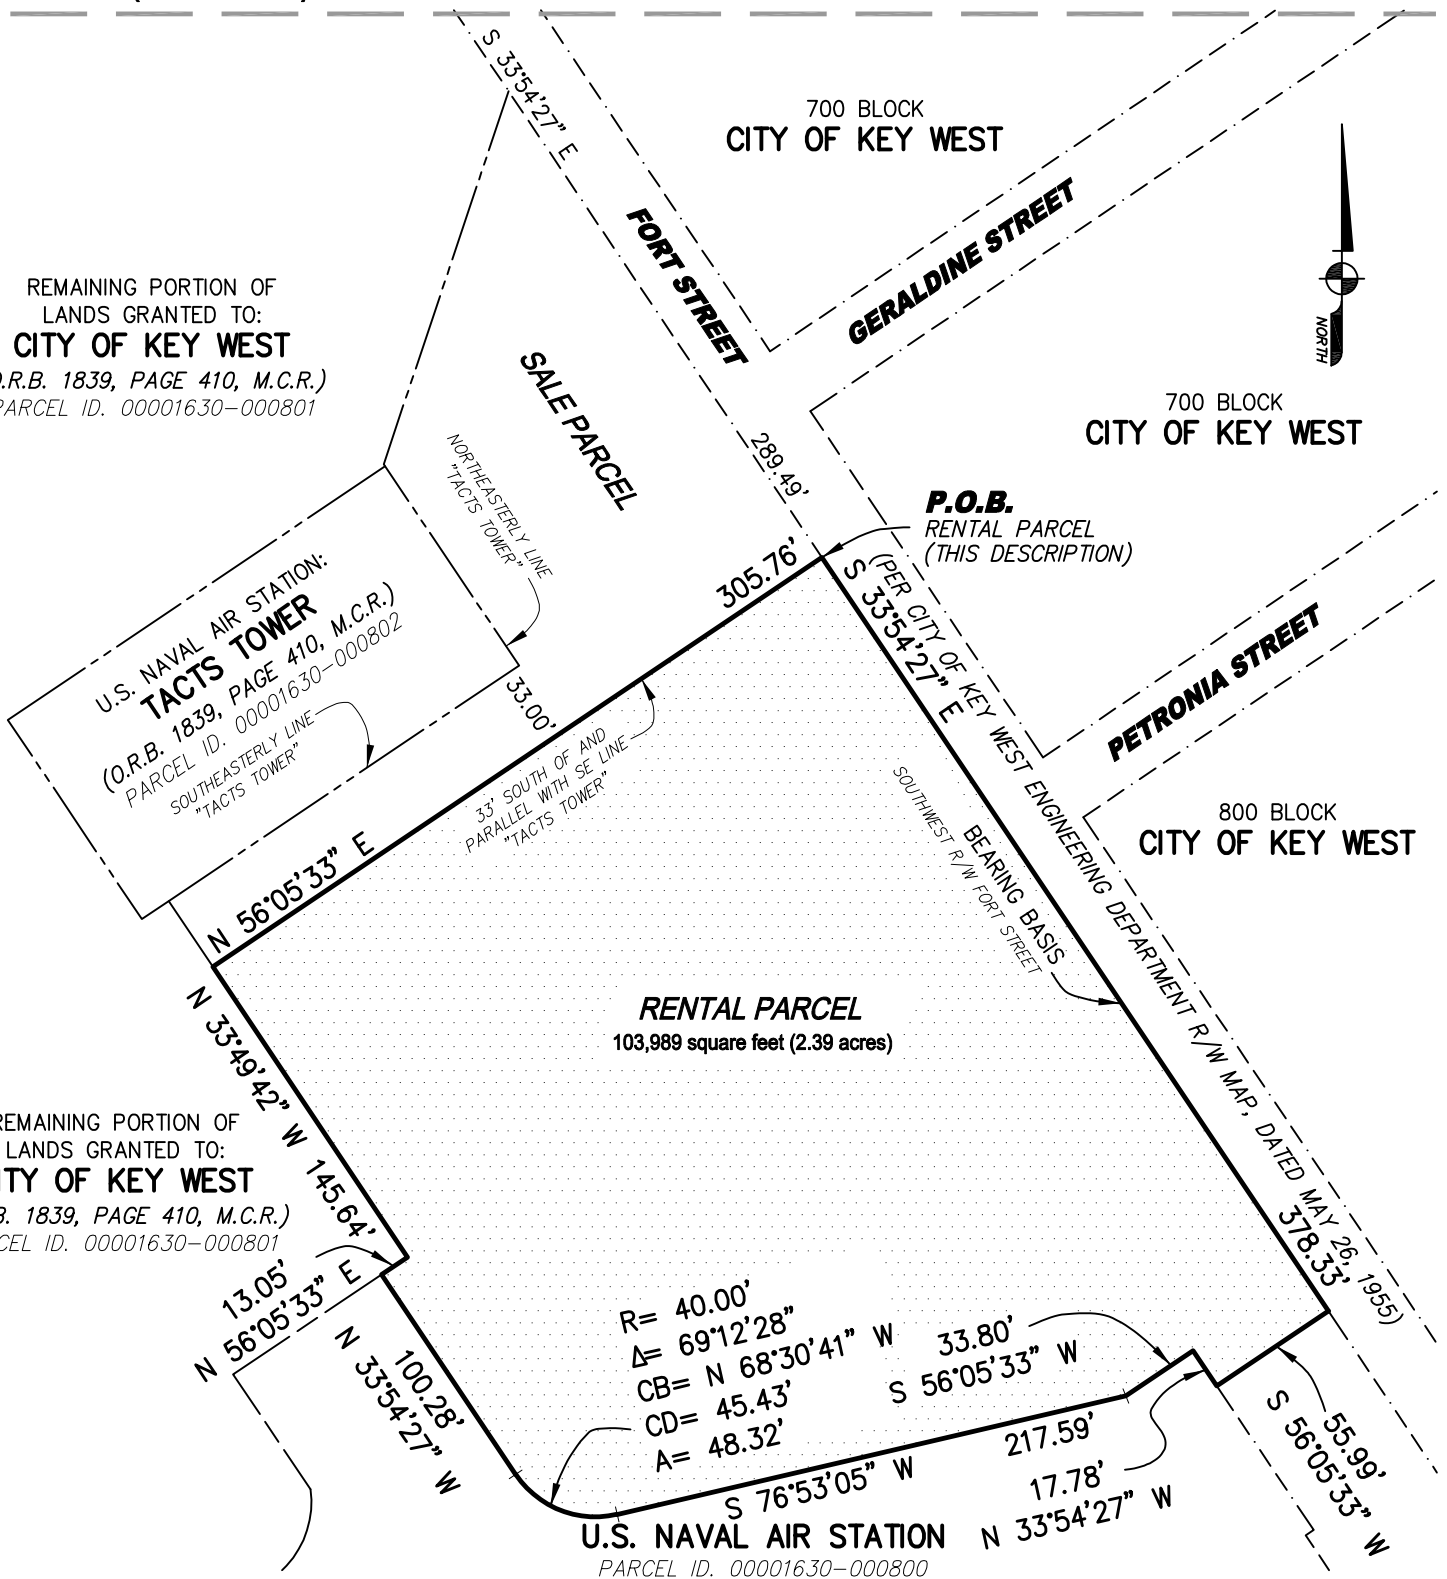 S 33°54'27" E
700 BLOCK
CITY OF KEY WEST
FORT STREET
GERALDINE STREET
NORTH
REMAINING PORTION OF
LANDS GRANTED TO:
CITY OF KEY WEST
O.R.B. 1839, PAGE 410, M.C.R.)
PARCEL ID. 00001630-000801
SALE PARCEL
700 BLOCK
CITY OF KEY WEST
NORTHEASTERLY LINE
"TACTS TOWER"
289.49'
P.O.B.
RENTAL PARCEL
(THIS DESCRIPTION)
305.76'
U.S. NAVAL AIR STATION:
TACTS TOWER
(O.R.B. 1839, PAGE 410, M.C.R.)
PARCEL ID. 00001630-000802
SOUTHEASTERLY LINE
"TACTS TOWER"
33.00'
33' SOUTH OF AND
PARALLEL WITH SE LINE
"TACTS TOWER"
S 33°54'27" E
(PER CITY OF KEY WEST ENGINEERING DEPARTMENT R/W MAP, DATED MAY 26, 1955)
PETRONIA STREET
800 BLOCK
CITY OF KEY WEST
BEARING BASIS
SOUTHWEST R/W FORT STREET
N 56°05'33" E
RENTAL PARCEL
103,989 square feet (2.39 acres)
N 33°49'42" W 145.64'
REMAINING PORTION OF
LANDS GRANTED TO:
ITY OF KEY WEST
B. 1839, PAGE 410, M.C.R.)
CEL ID. 00001630-000801
378.33'
13.05'
N 56°05'33" E
100.28'
N 33°54'27" W
R= 40.00'
Δ= 69°12'28"
CB= N 68°30'41" W
CD= 45.43'
A= 48.32'
33.80'
S 56°05'33" W
217.59'
S 76°53'05" W
17.78'
N 33°54'27" W
55.99'
S 56°05'33" W
U.S. NAVAL AIR STATION
PARCEL ID. 00001630-000800